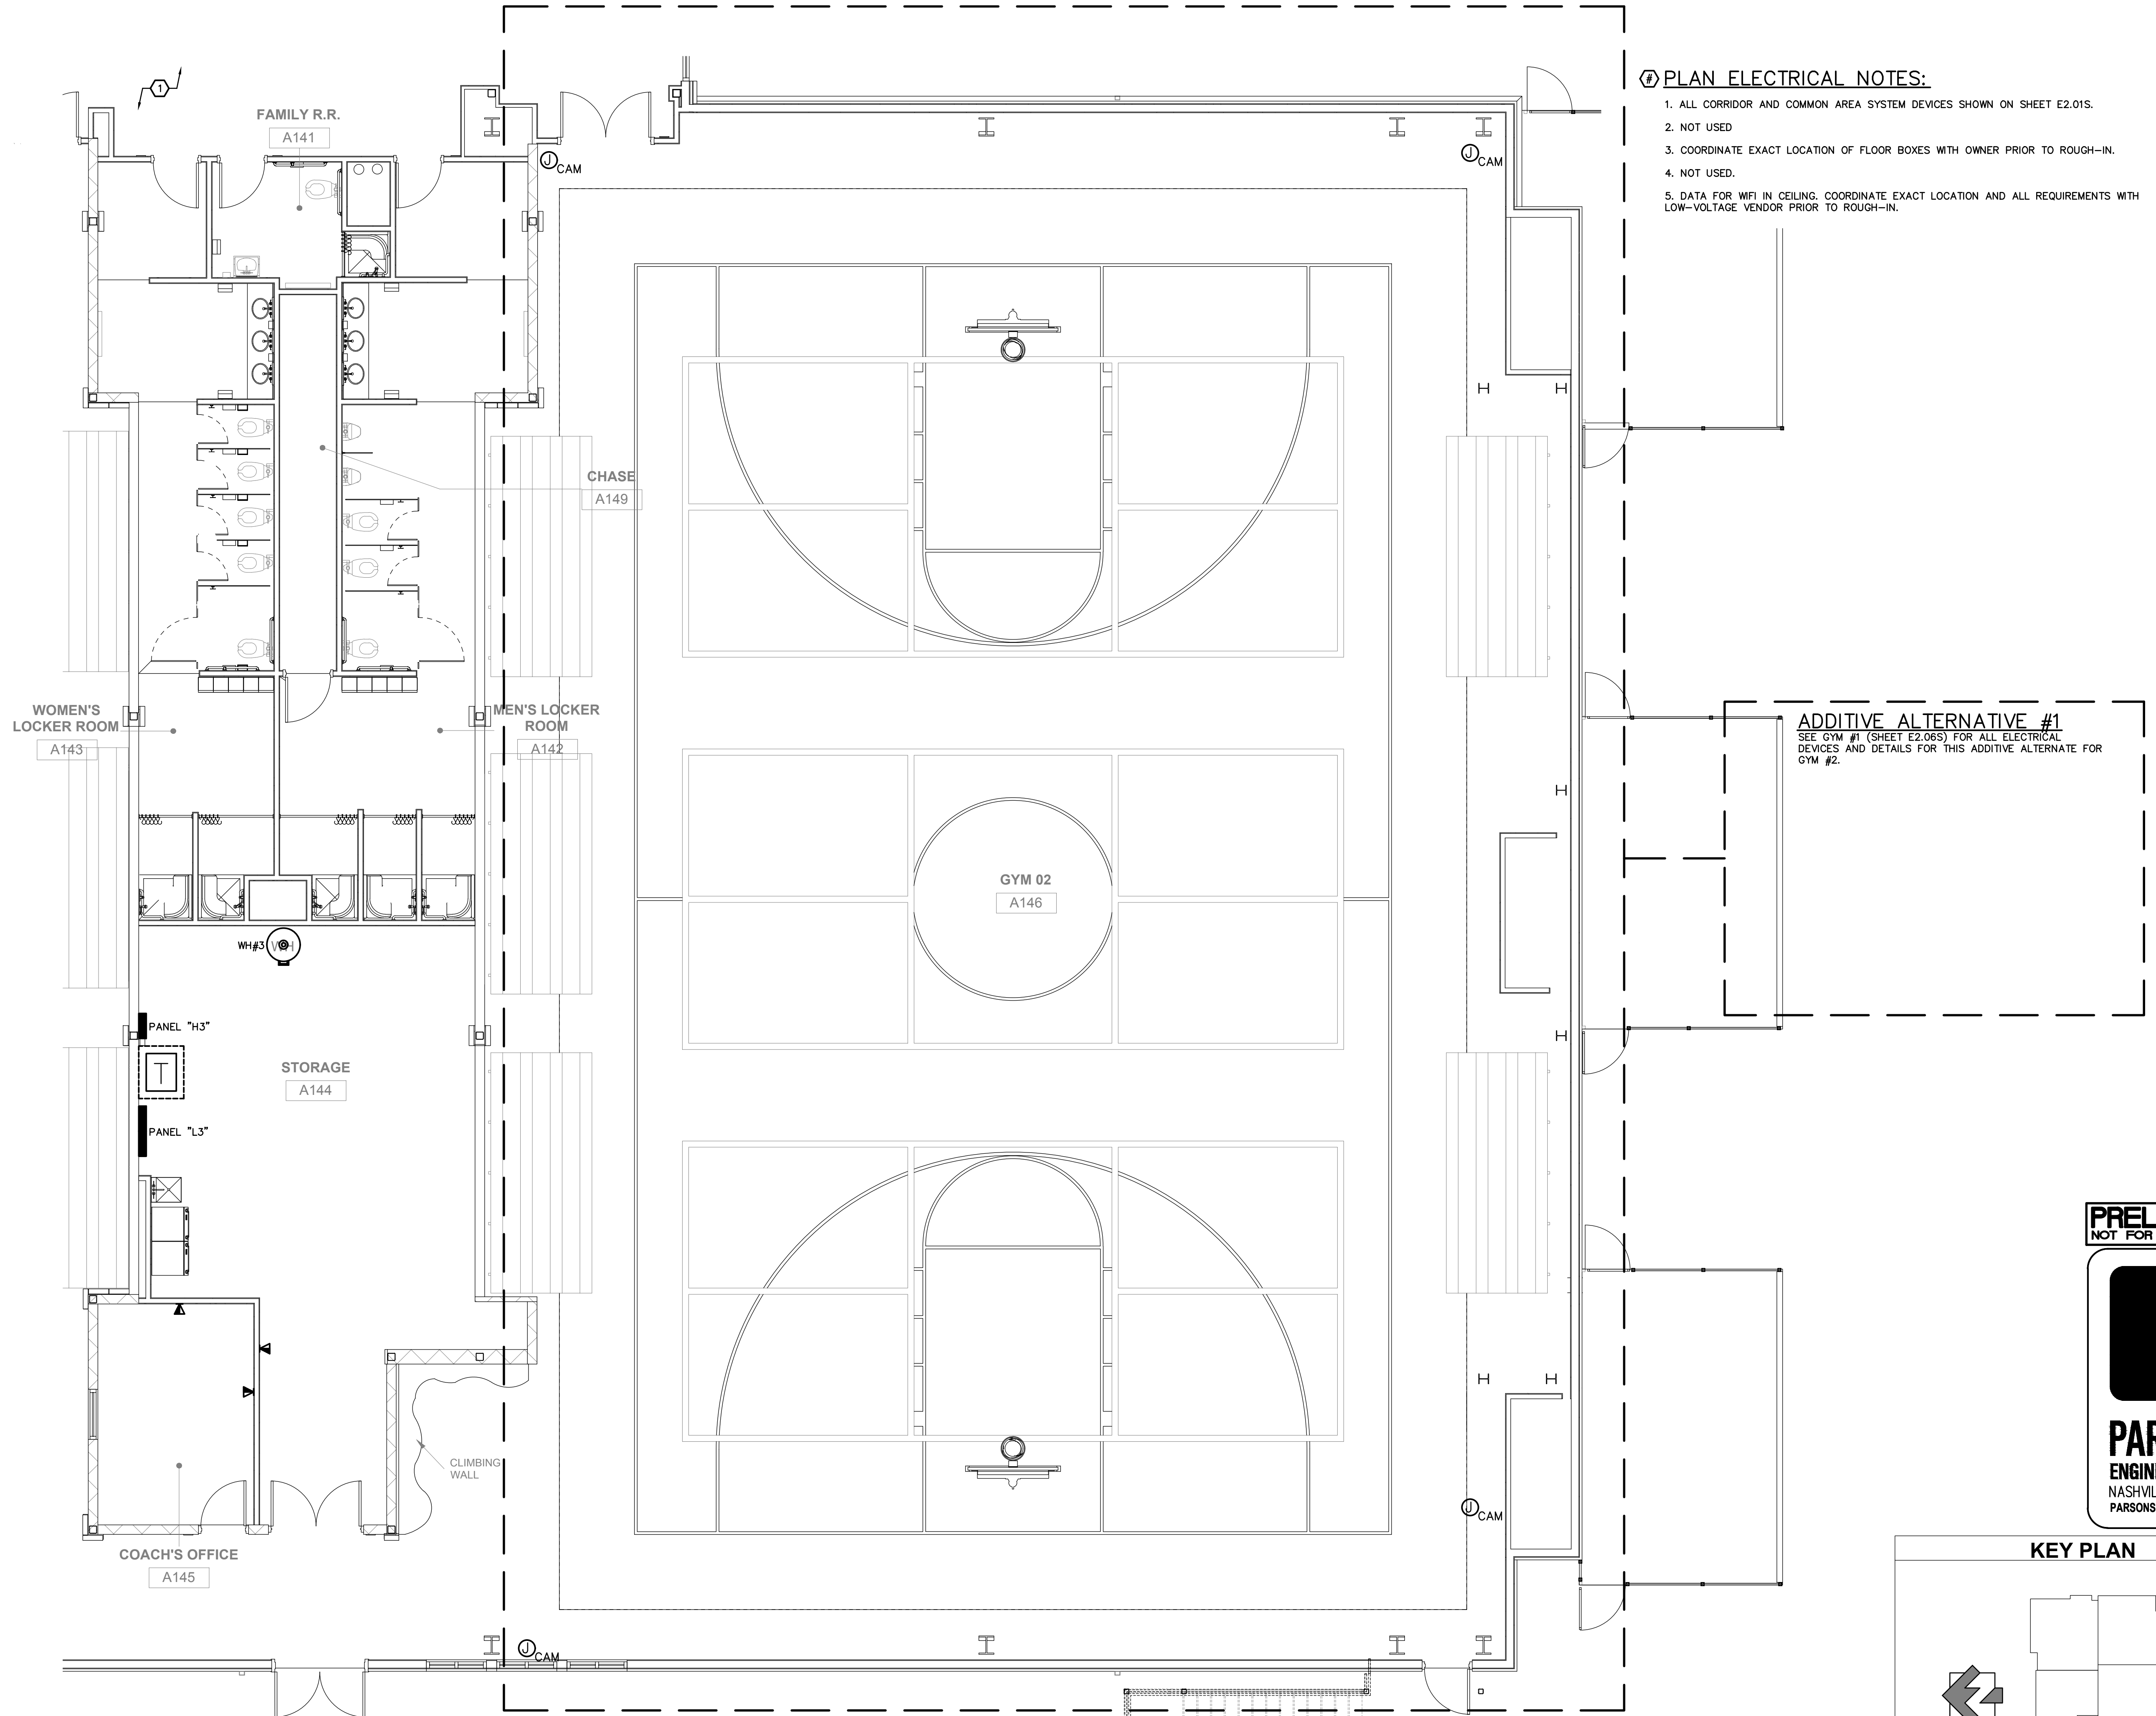 # PLAN ELECTRICAL NOTES:
1. ALL CORRIDOR AND COMMON AREA SYSTEM DEVICES SHOWN ON SHEET E2.01S.
2. NOT USED
3. COORDINATE EXACT LOCATION OF FLOOR BOXES WITH OWNER PRIOR TO ROUGH-IN.
4. NOT USED.
5. DATA FOR WIFI IN CEILING. COORDINATE EXACT LOCATION AND ALL REQUIREMENTS WITH
LOW-VOLTAGE VENDOR PRIOR TO ROUGH-IN.
1
FAMILY R.R.
A141
J CAM
J CAM
CHASE
A149
WOMEN'S
LOCKER ROOM
A143
MEN'S LOCKER
ROOM
A142
ADDITIVE ALTERNATIVE #1
SEE GYM #1 (SHEET E2.06S) FOR ALL ELECTRICAL
DEVICES AND DETAILS FOR THIS ADDITIVE ALTERNATE FOR
GYM #2.
GYM 02
A146
WH#3 WH
PANEL "H3"
T
STORAGE
A144
PANEL "L3"
CLIMBING
WALL
COACH'S OFFICE
A145
J CAM
J CAM
PREL
NOT FOR
PAR
ENGIN
NASHVIL
PARSONS
KEY PLAN